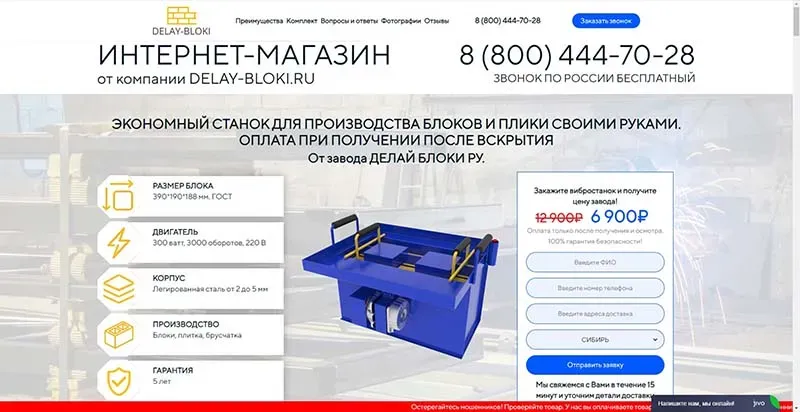 DELAY-BLOKI
Преимущества Комплект Вопросы и ответы Фотографии Отзывы
8 (800) 444-70-28
Заказать звонок
ИНТЕРНЕТ-МАГАЗИН
от компании DELAY-BLOKI.RU
8 (800) 444-70-28
ЗВОНОК ПО РОССИИ БЕСПЛАТНЫЙ
ЭКОНОМНЫЙ СТАНОК ДЛЯ ПРОИЗВОДСТВА БЛОКОВ И ПЛИКИ СВОИМИ РУКАМИ.
ОПЛАТА ПРИ ПОЛУЧЕНИИ ПОСЛЕ ВСКРЫТИЯ
От завода ДЕЛАЙ БЛОКИ РУ.
РАЗМЕР БЛОКА
390*190*188 мм, ГОСТ
ДВИГАТЕЛЬ
300 ватт, 3000 оборотов, 220 В
КОРПУС
Легированная сталь от 2 до 5 мм
ПРОИЗВОДСТВО
Блоки, плитка, брусчатка
ГАРАНТИЯ
5 лет
Закажите вибростанок и получите
цену завода!
12 900₽ 6 900₽
Оплата только после получения и осмотра.
100% гарантия безопасности!
Введите ФИО
Введите номер телефона
Введите адреса доставка
СИБИРЬ
Отправить заявку
Мы свяжемся с Вами в течение 15
минут и уточним детали доставки
Остерегайтесь мошенников! Проверяйте товар. У нас вы оплачиваете товар
Напишите нам, мы онлайн!
jivo